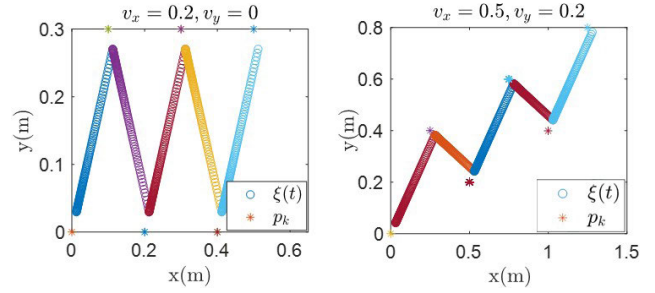 v_x = 0.2, v_y = 0
0.3
0.2
0.1
0
y(m)
0 0.2 0.4 0.6
x(m)
ξ(t)
p_k
v_x = 0.5, v_y = 0.2
0.8
0.6
0.4
0.2
0
y(m)
0 0.5 1 1.5
x(m)
ξ(t)
p_k